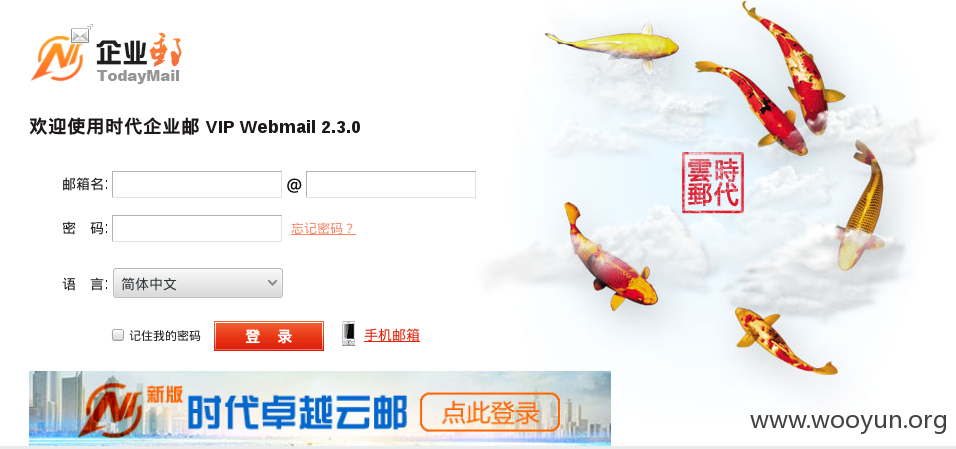 企业邮
TodayMail
欢迎使用时代企业邮 VIP Webmail 2.3.0
邮箱名: @
密 码: 忘记密码？
语 言: 简体中文
记住我的密码 登 录 手机邮箱
時代
雲郵
新版 时代卓越云邮 点此登录
www.wooyun.org